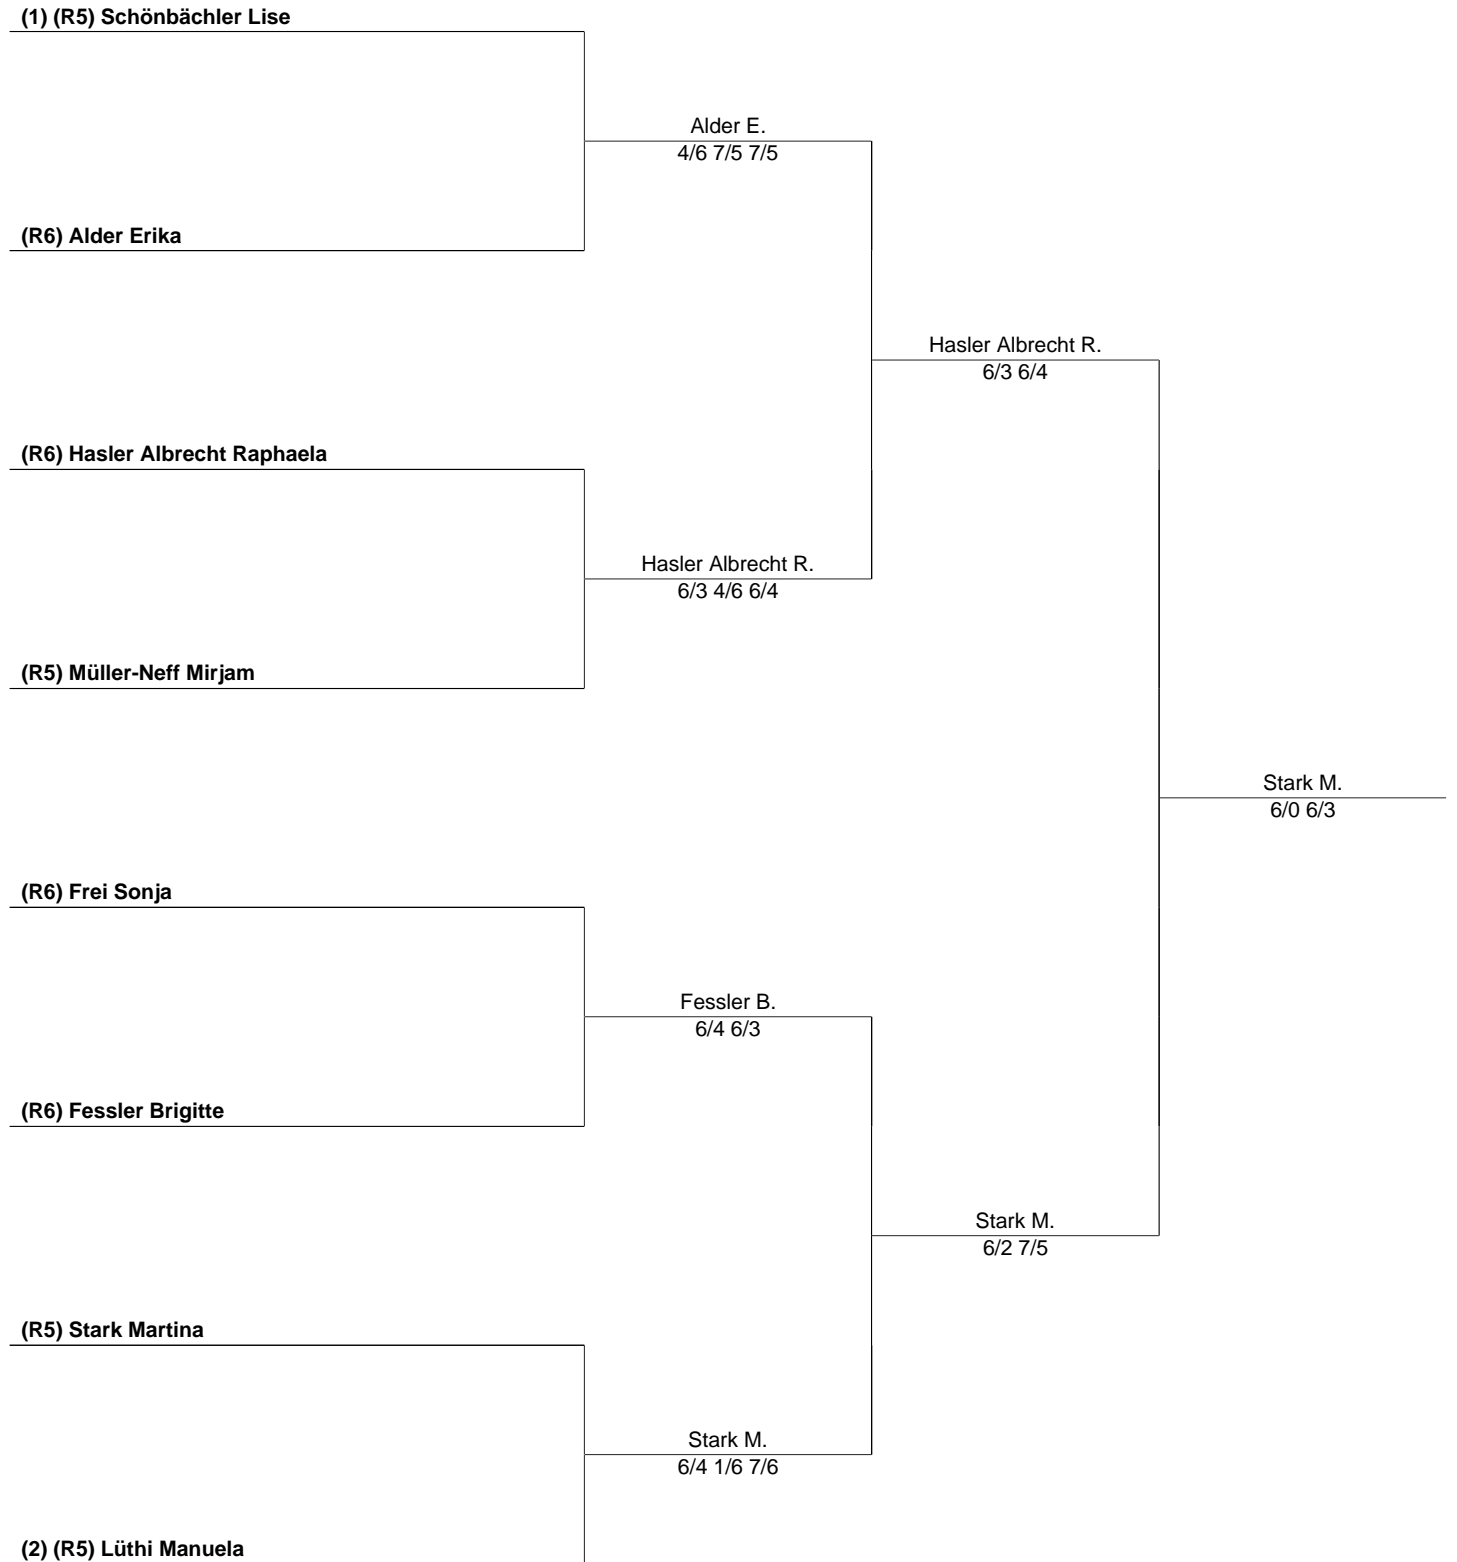 (1) (R5) Schönbächler Lise
Alder E.
4/6 7/5 7/5
(R6) Alder Erika
Hasler Albrecht R.
6/3 6/4
(R6) Hasler Albrecht Raphaela
Hasler Albrecht R.
6/3 4/6 6/4
(R5) Müller-Neff Mirjam
Stark M.
6/0 6/3
(R6) Frei Sonja
Fessler B.
6/4 6/3
(R6) Fessler Brigitte
Stark M.
6/2 7/5
(R5) Stark Martina
Stark M.
6/4 1/6 7/6
(2) (R5) Lüthi Manuela